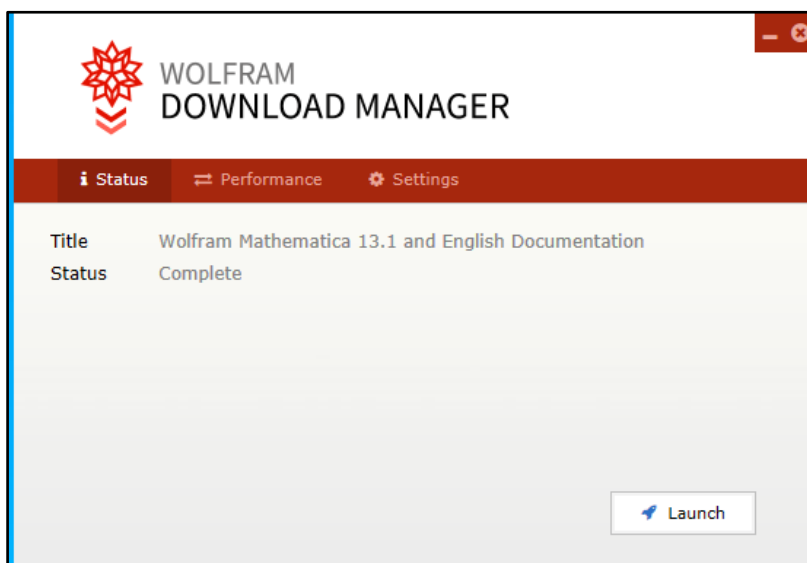 WOLFRAM
DOWNLOAD MANAGER
Status Performance Settings
Title Wolfram Mathematica 13.1 and English Documentation
Status Complete
Launch